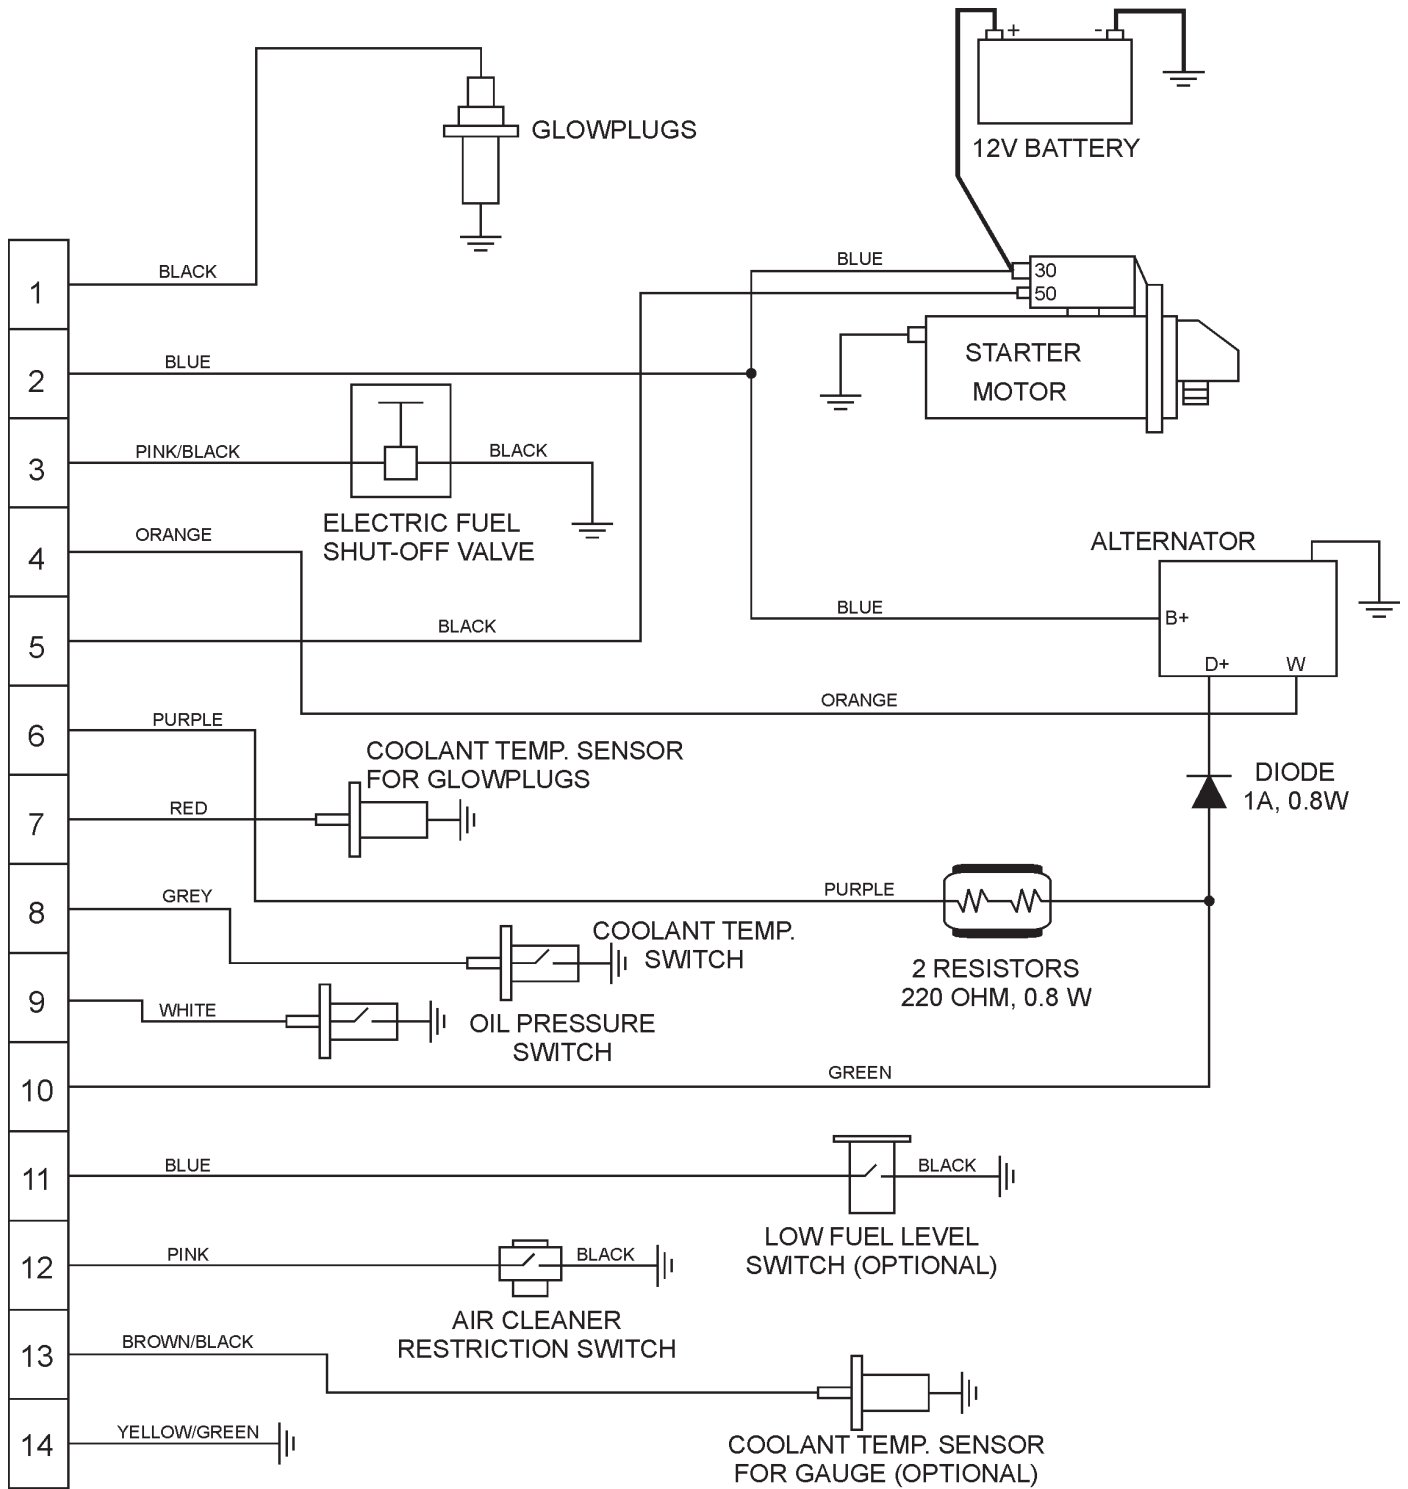 + -
12V BATTERY
GLOWPLUGS
1
BLACK
BLUE
30
50
STARTER
MOTOR
2
BLUE
3
PINK/BLACK
BLACK
ELECTRIC FUEL
SHUT-OFF VALVE
4
ORANGE
ALTERNATOR
B+
D+ W
BLUE
5
BLACK
ORANGE
6
PURPLE
COOLANT TEMP. SENSOR
FOR GLOWPLUGS
DIODE
1A, 0.8W
7
RED
PURPLE
2 RESISTORS
220 OHM, 0.8 W
8
GREY
COOLANT TEMP.
SWITCH
9
WHITE
OIL PRESSURE
SWITCH
10
GREEN
11
BLUE
BLACK
LOW FUEL LEVEL
SWITCH (OPTIONAL)
12
PINK
BLACK
AIR CLEANER
RESTRICTION SWITCH
13
BROWN/BLACK
COOLANT TEMP. SENSOR
FOR GAUGE (OPTIONAL)
14
YELLOW/GREEN